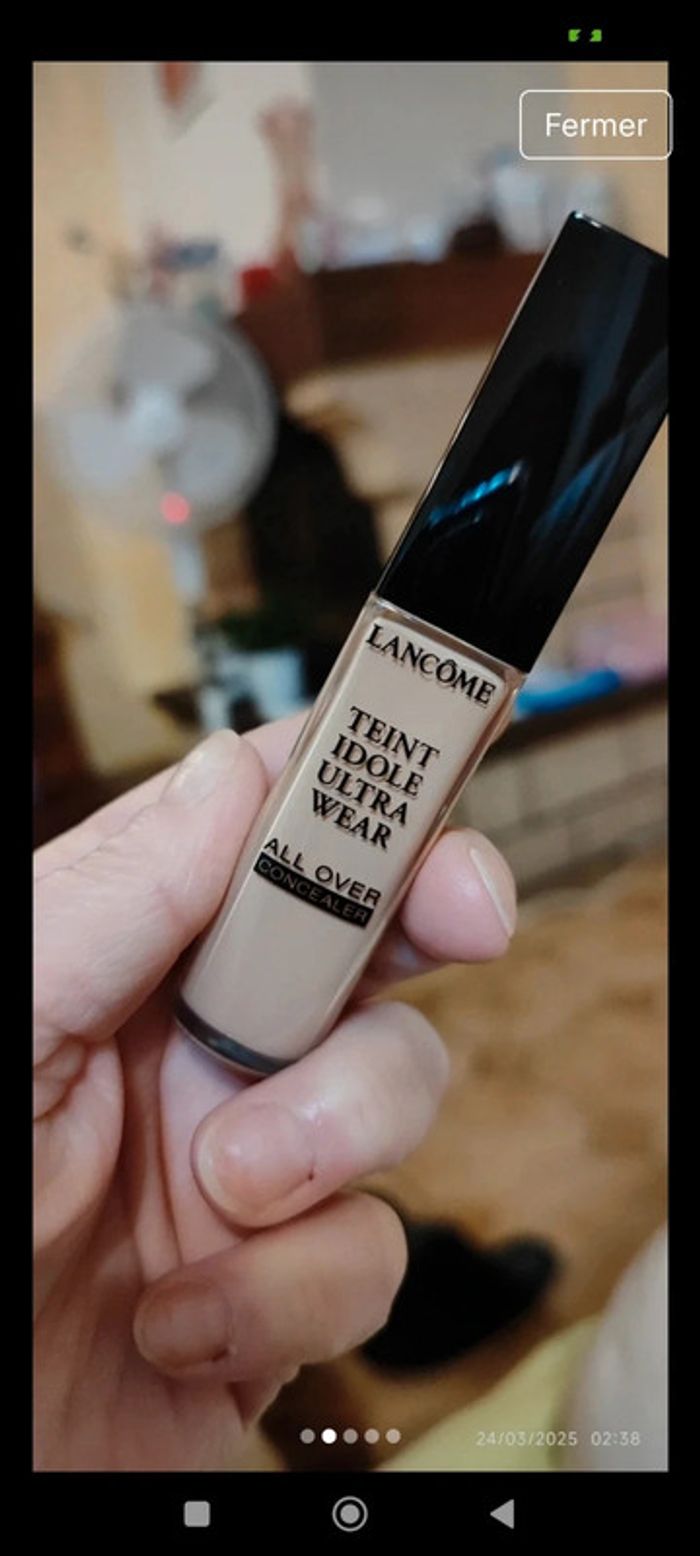 Fermer
LANCÔME
TEINT
IDOLE
ULTRA
WEAR
ALL OVER
CONCEALER
24/03/2025 02:38